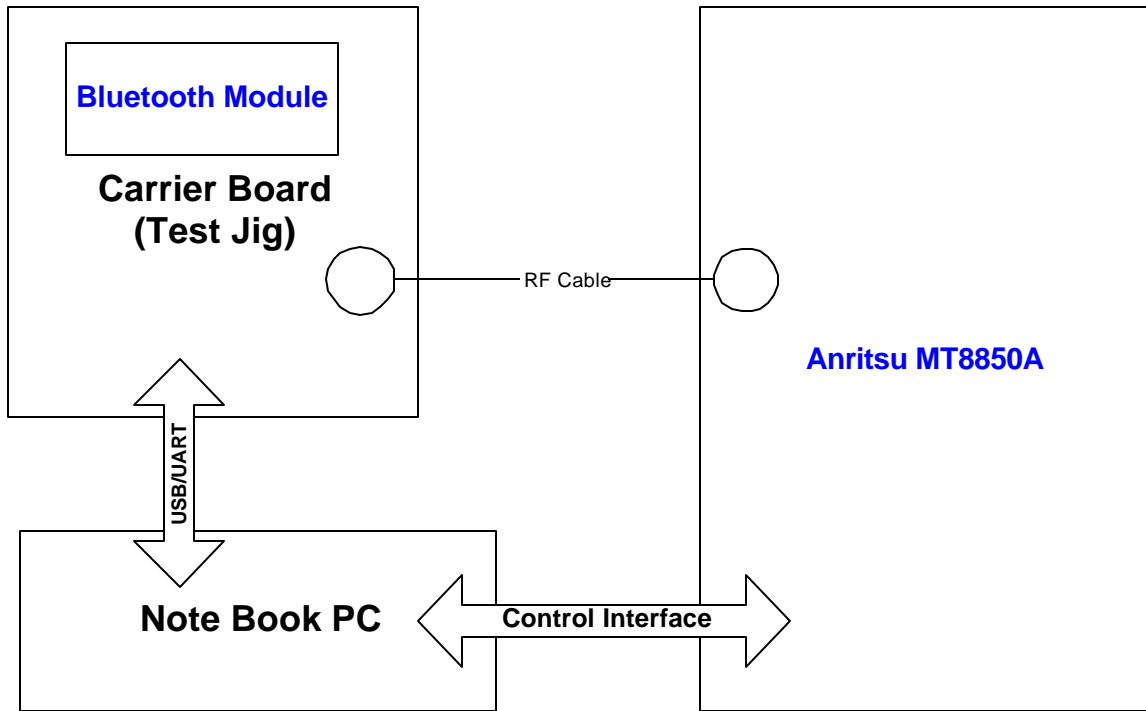 Bluetooth Module
Carrier Board
(Test Jig)
RF Cable
Anritsu MT8850A
USB/UART
Note Book PC
Control Interface